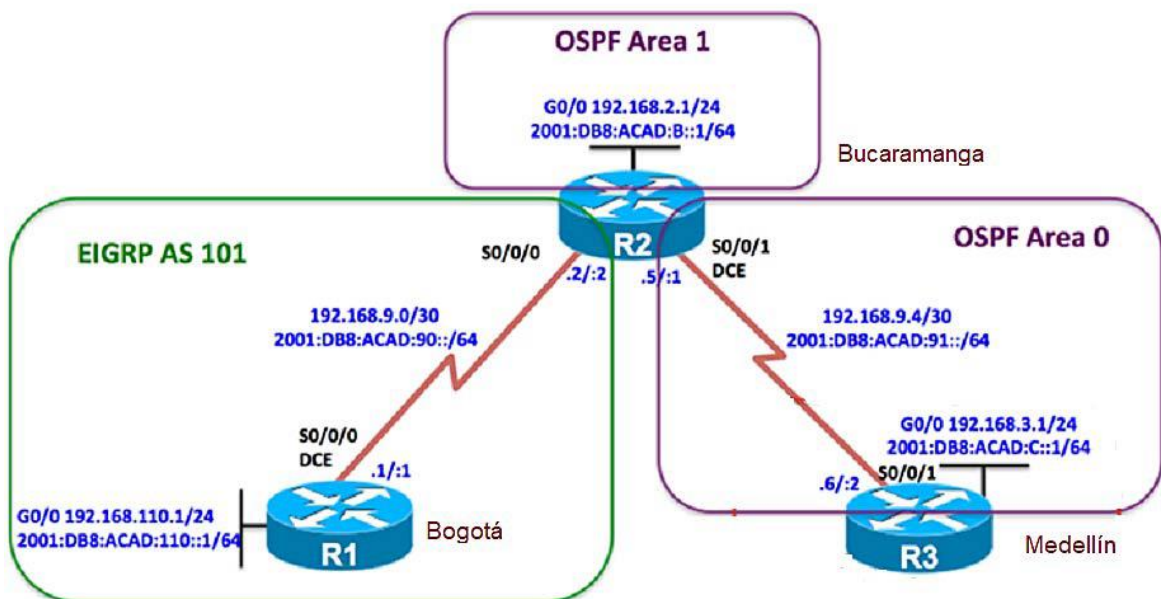 OSPF Area 1
G0/0 192.168.2.1/24
2001:DB8:ACAD:B::1/64
Bucaramanga
R2
EIGRP AS 101
S0/0/0
.2/:2
.5/:1
S0/0/1
DCE
OSPF Area 0
192.168.9.0/30
2001:DB8:ACAD:90::/64
192.168.9.4/30
2001:DB8:ACAD:91::/64
S0/0/0
DCE
.1/:1
G0/0 192.168.110.1/24
2001:DB8:ACAD:110::1/64
R1
Bogotá
G0/0 192.168.3.1/24
2001:DB8:ACAD:C::1/64
.6/:2
S0/0/1
R3
Medellín